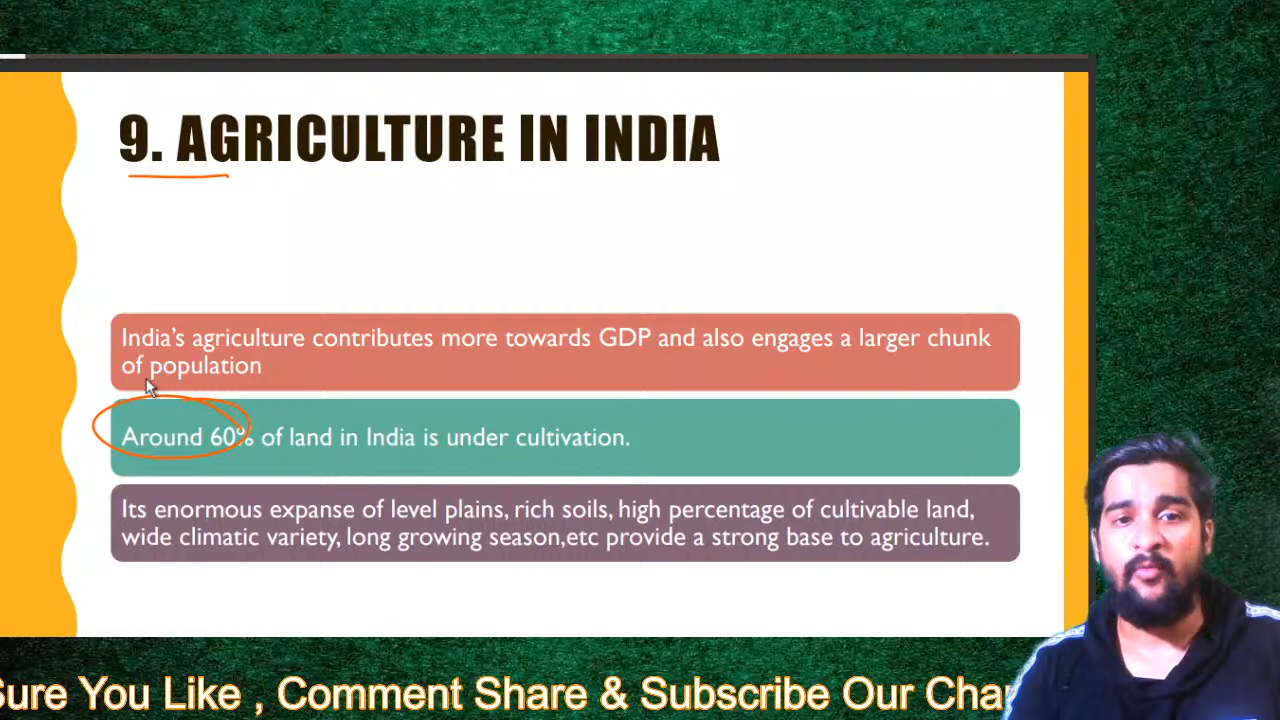 9. AGRICULTURE IN INDIA
India's agriculture contributes more towards GDP and also engages a larger chunk
of population
Around 60% of land in India is under cultivation.
Its enormous expanse of level plains, rich soils, high percentage of cultivable land,
wide climatic variety, long growing season,etc provide a strong base to agriculture.
Sure You Like , Comment Share & Subscribe Our